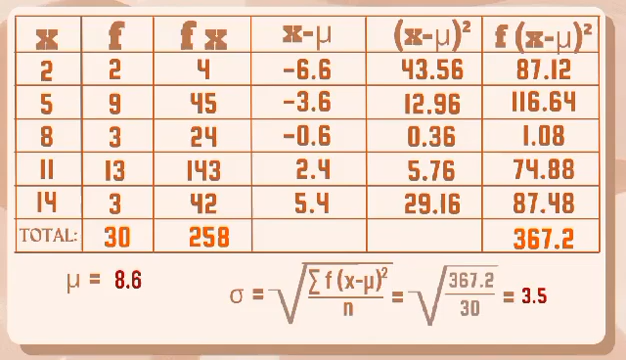 x f f x x-μ (x-μ)² f (x-μ)²
2 2 4 -6.6 43.56 87.12
5 9 45 -3.6 12.96 116.64
8 3 24 -0.6 0.36 1.08
11 13 143 2.4 5.76 74.88
14 3 42 5.4 29.16 87.48
TOTAL: 30 258 367.2
μ = 8.6
σ = √(∑ f (x-μ)² / n) = √(367.2 / 30) = 3.5